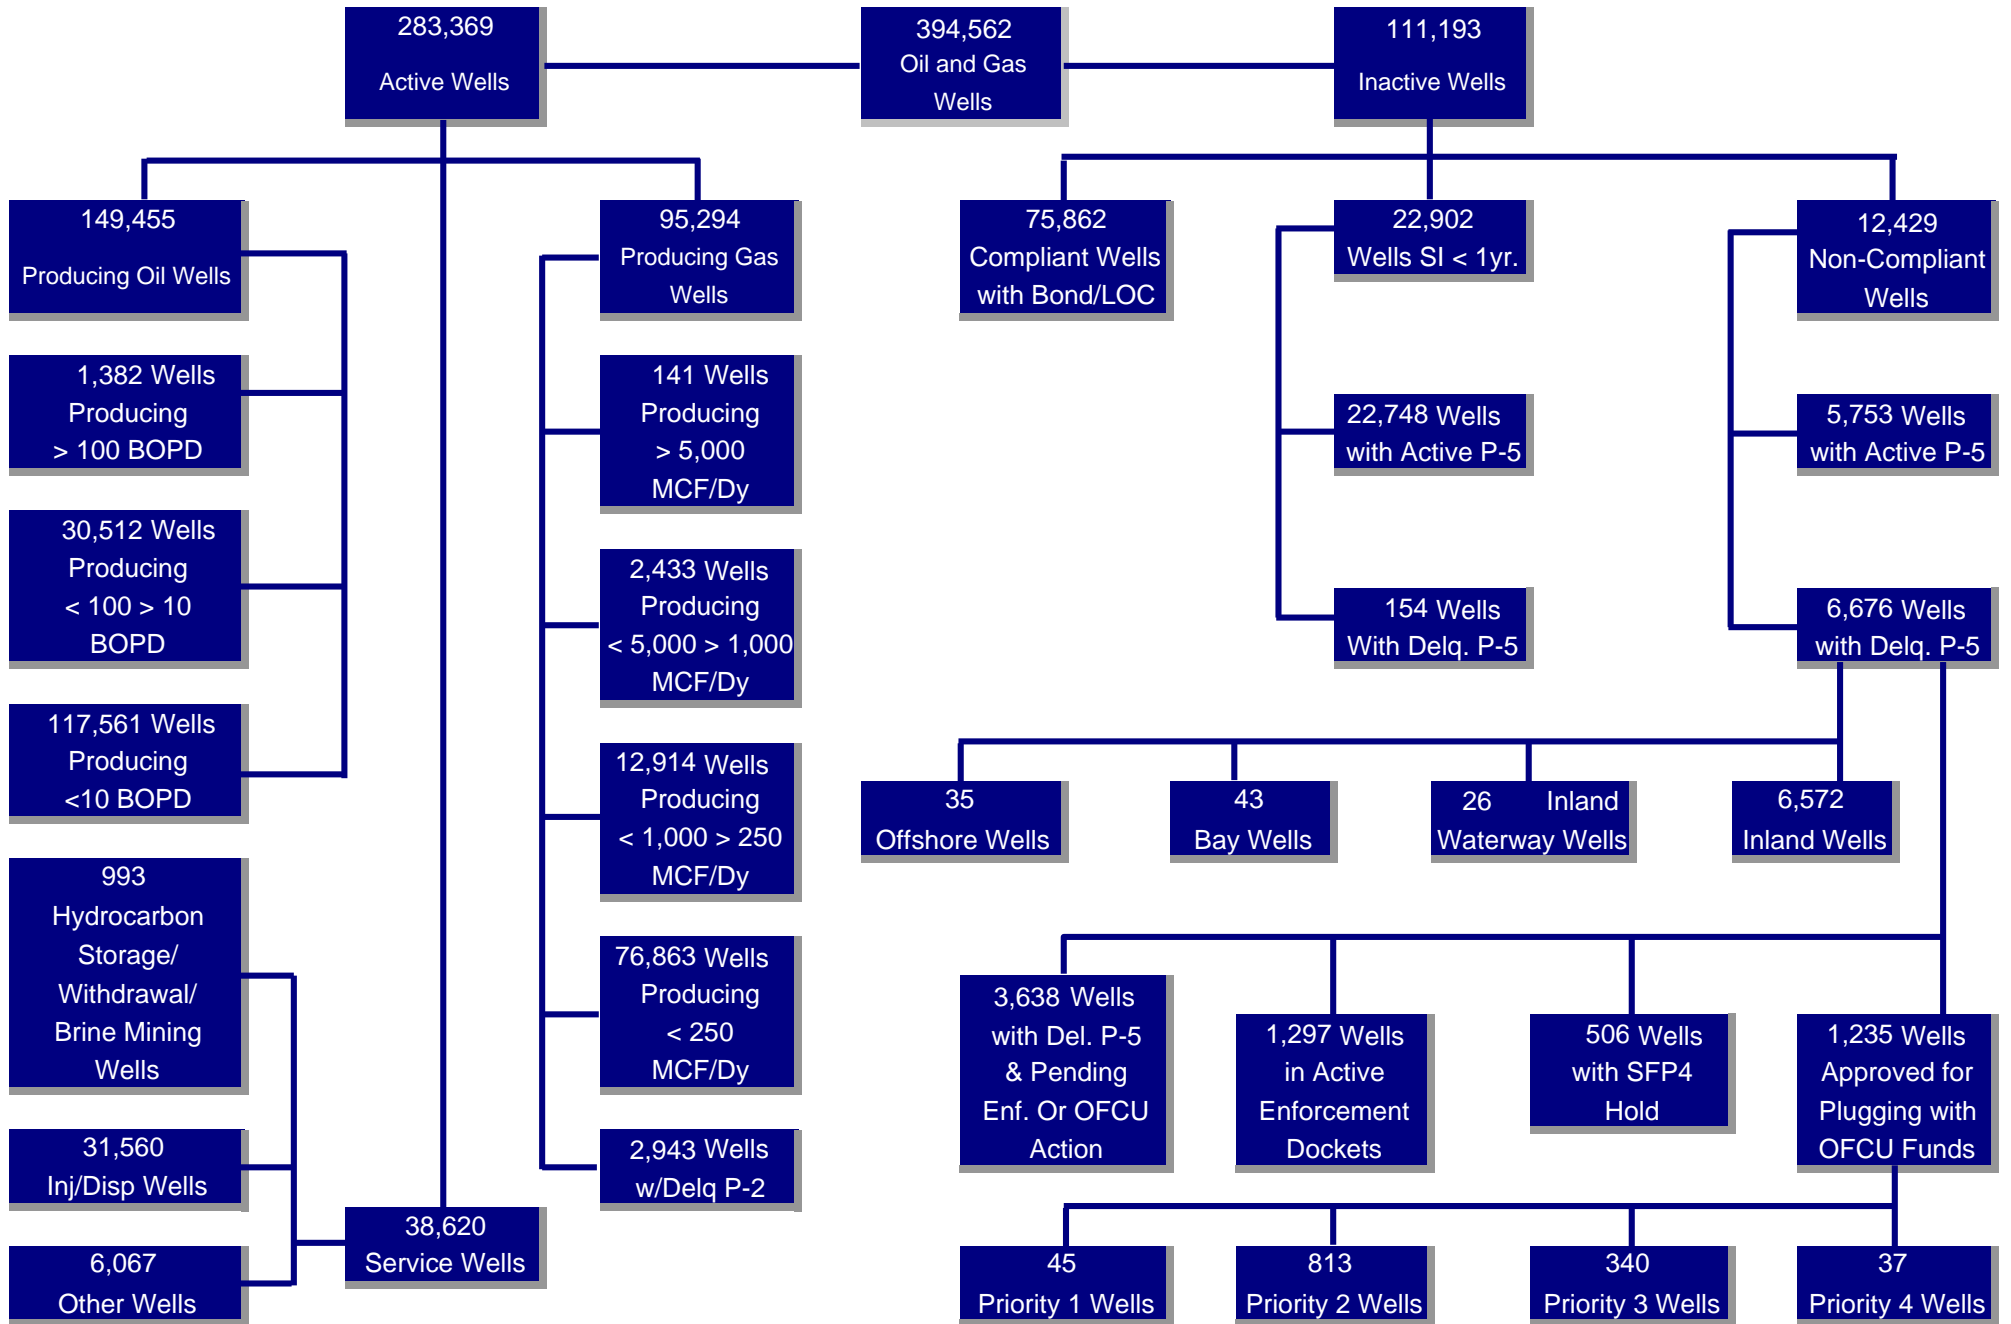 283,369
Active Wells
394,562
Oil and Gas
Wells
111,193
Inactive Wells
149,455
Producing Oil Wells
95,294
Producing Gas
Wells
75,862
Compliant Wells
with Bond/LOC
22,902
Wells SI < 1yr.
12,429
Non-Compliant
Wells
1,382 Wells
Producing
> 100 BOPD
141 Wells
Producing
> 5,000
MCF/Dy
22,748 Wells
with Active P-5
5,753 Wells
with Active P-5
30,512 Wells
Producing
< 100 > 10
BOPD
2,433 Wells
Producing
< 5,000 > 1,000
MCF/Dy
154 Wells
With Delq. P-5
6,676 Wells
with Delq. P-5
117,561 Wells
Producing
<10 BOPD
12,914 Wells
Producing
< 1,000 > 250
MCF/Dy
35
Offshore Wells
43
Bay Wells
26 Inland
Waterway Wells
6,572
Inland Wells
993
Hydrocarbon
Storage/
Withdrawal/
Brine Mining
Wells
76,863 Wells
Producing
< 250
MCF/Dy
3,638 Wells
with Del. P-5
& Pending
Enf. Or OFCU
Action
1,297 Wells
in Active
Enforcement
Dockets
506 Wells
with SFP4
Hold
1,235 Wells
Approved for
Plugging with
OFCU Funds
31,560
Inj/Disp Wells
2,943 Wells
w/Delq P-2
38,620
Service Wells
6,067
Other Wells
45
Priority 1 Wells
813
Priority 2 Wells
340
Priority 3 Wells
37
Priority 4 Wells